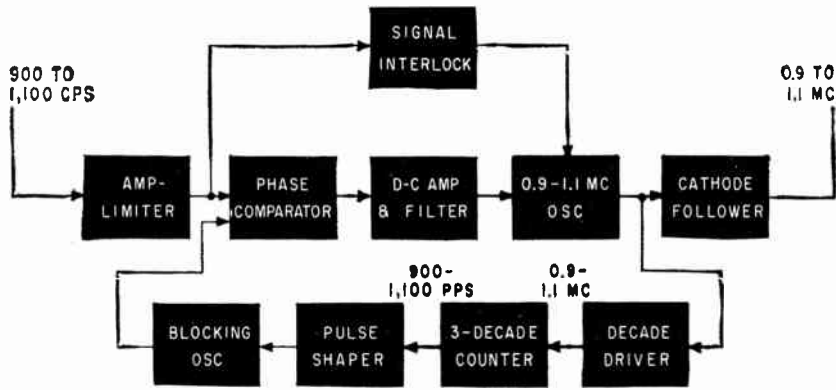 SIGNAL
INTERLOCK
900 TO
1,100 CPS
0.9 TO
1.1 MC
AMP-
LIMITER
PHASE
COMPARATOR
D-C AMP
& FILTER
0.9-1.1 MC
OSC
CATHODE
FOLLOWER
900-
1,100 PPS
0.9-
1.1 MC
BLOCKING
OSC
PULSE
SHAPER
3-DECADE
COUNTER
DECADE
DRIVER